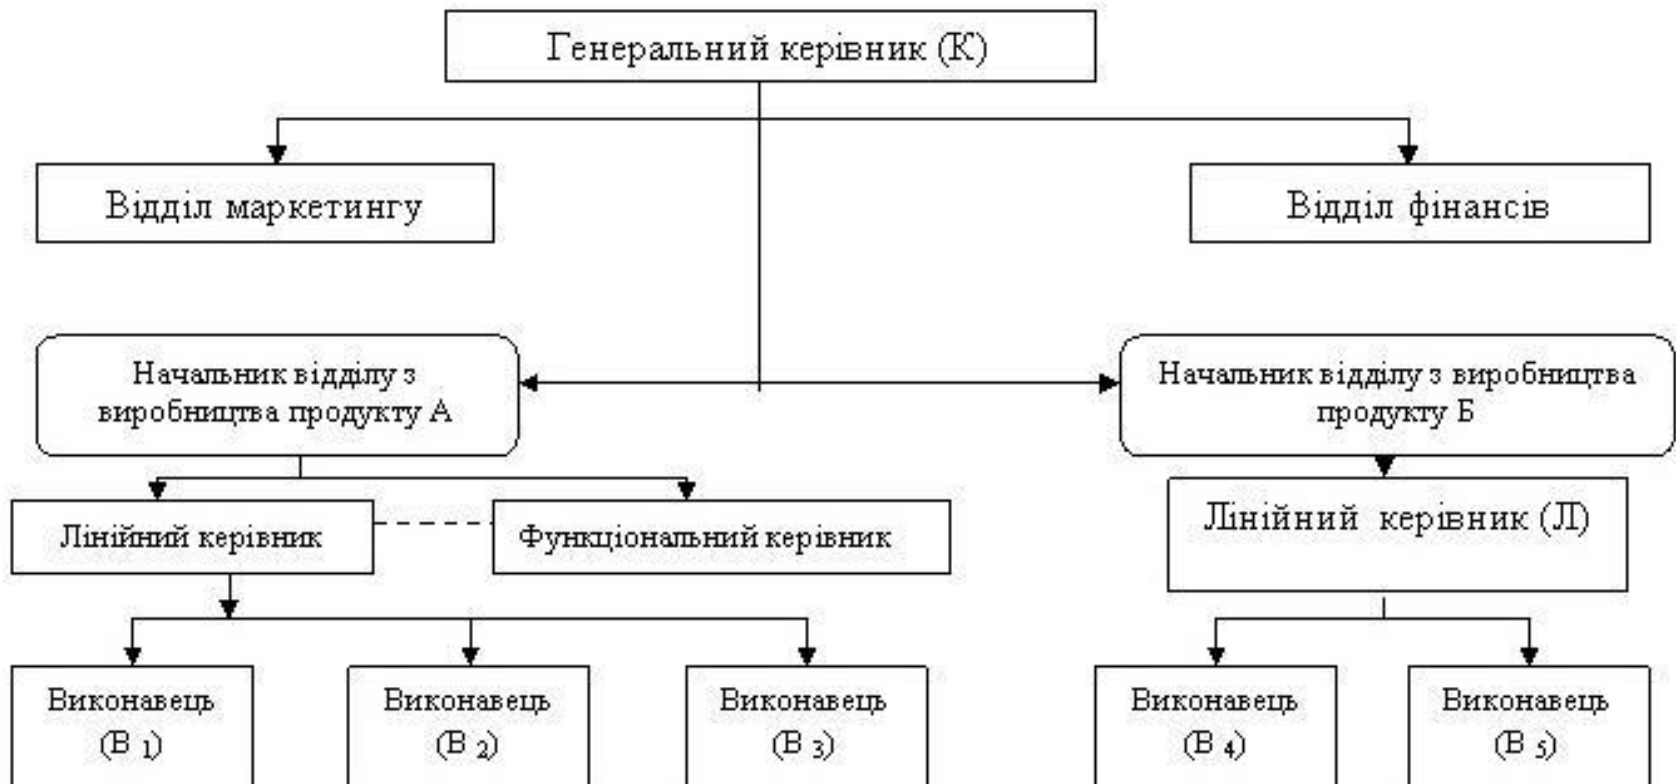 Генеральний керівник (К)
Відділ маркетингу
Відділ фінансів
Начальник відділу з
виробництва продукту А
Начальник відділу з виробництва
продукту Б
Лінійний керівник
Функціональний керівник
Лінійний керівник (Л)
Виконавець
(В 1)
Виконавець
(В 2)
Виконавець
(В 3)
Виконавець
(В 4)
Виконавець
(В 5)